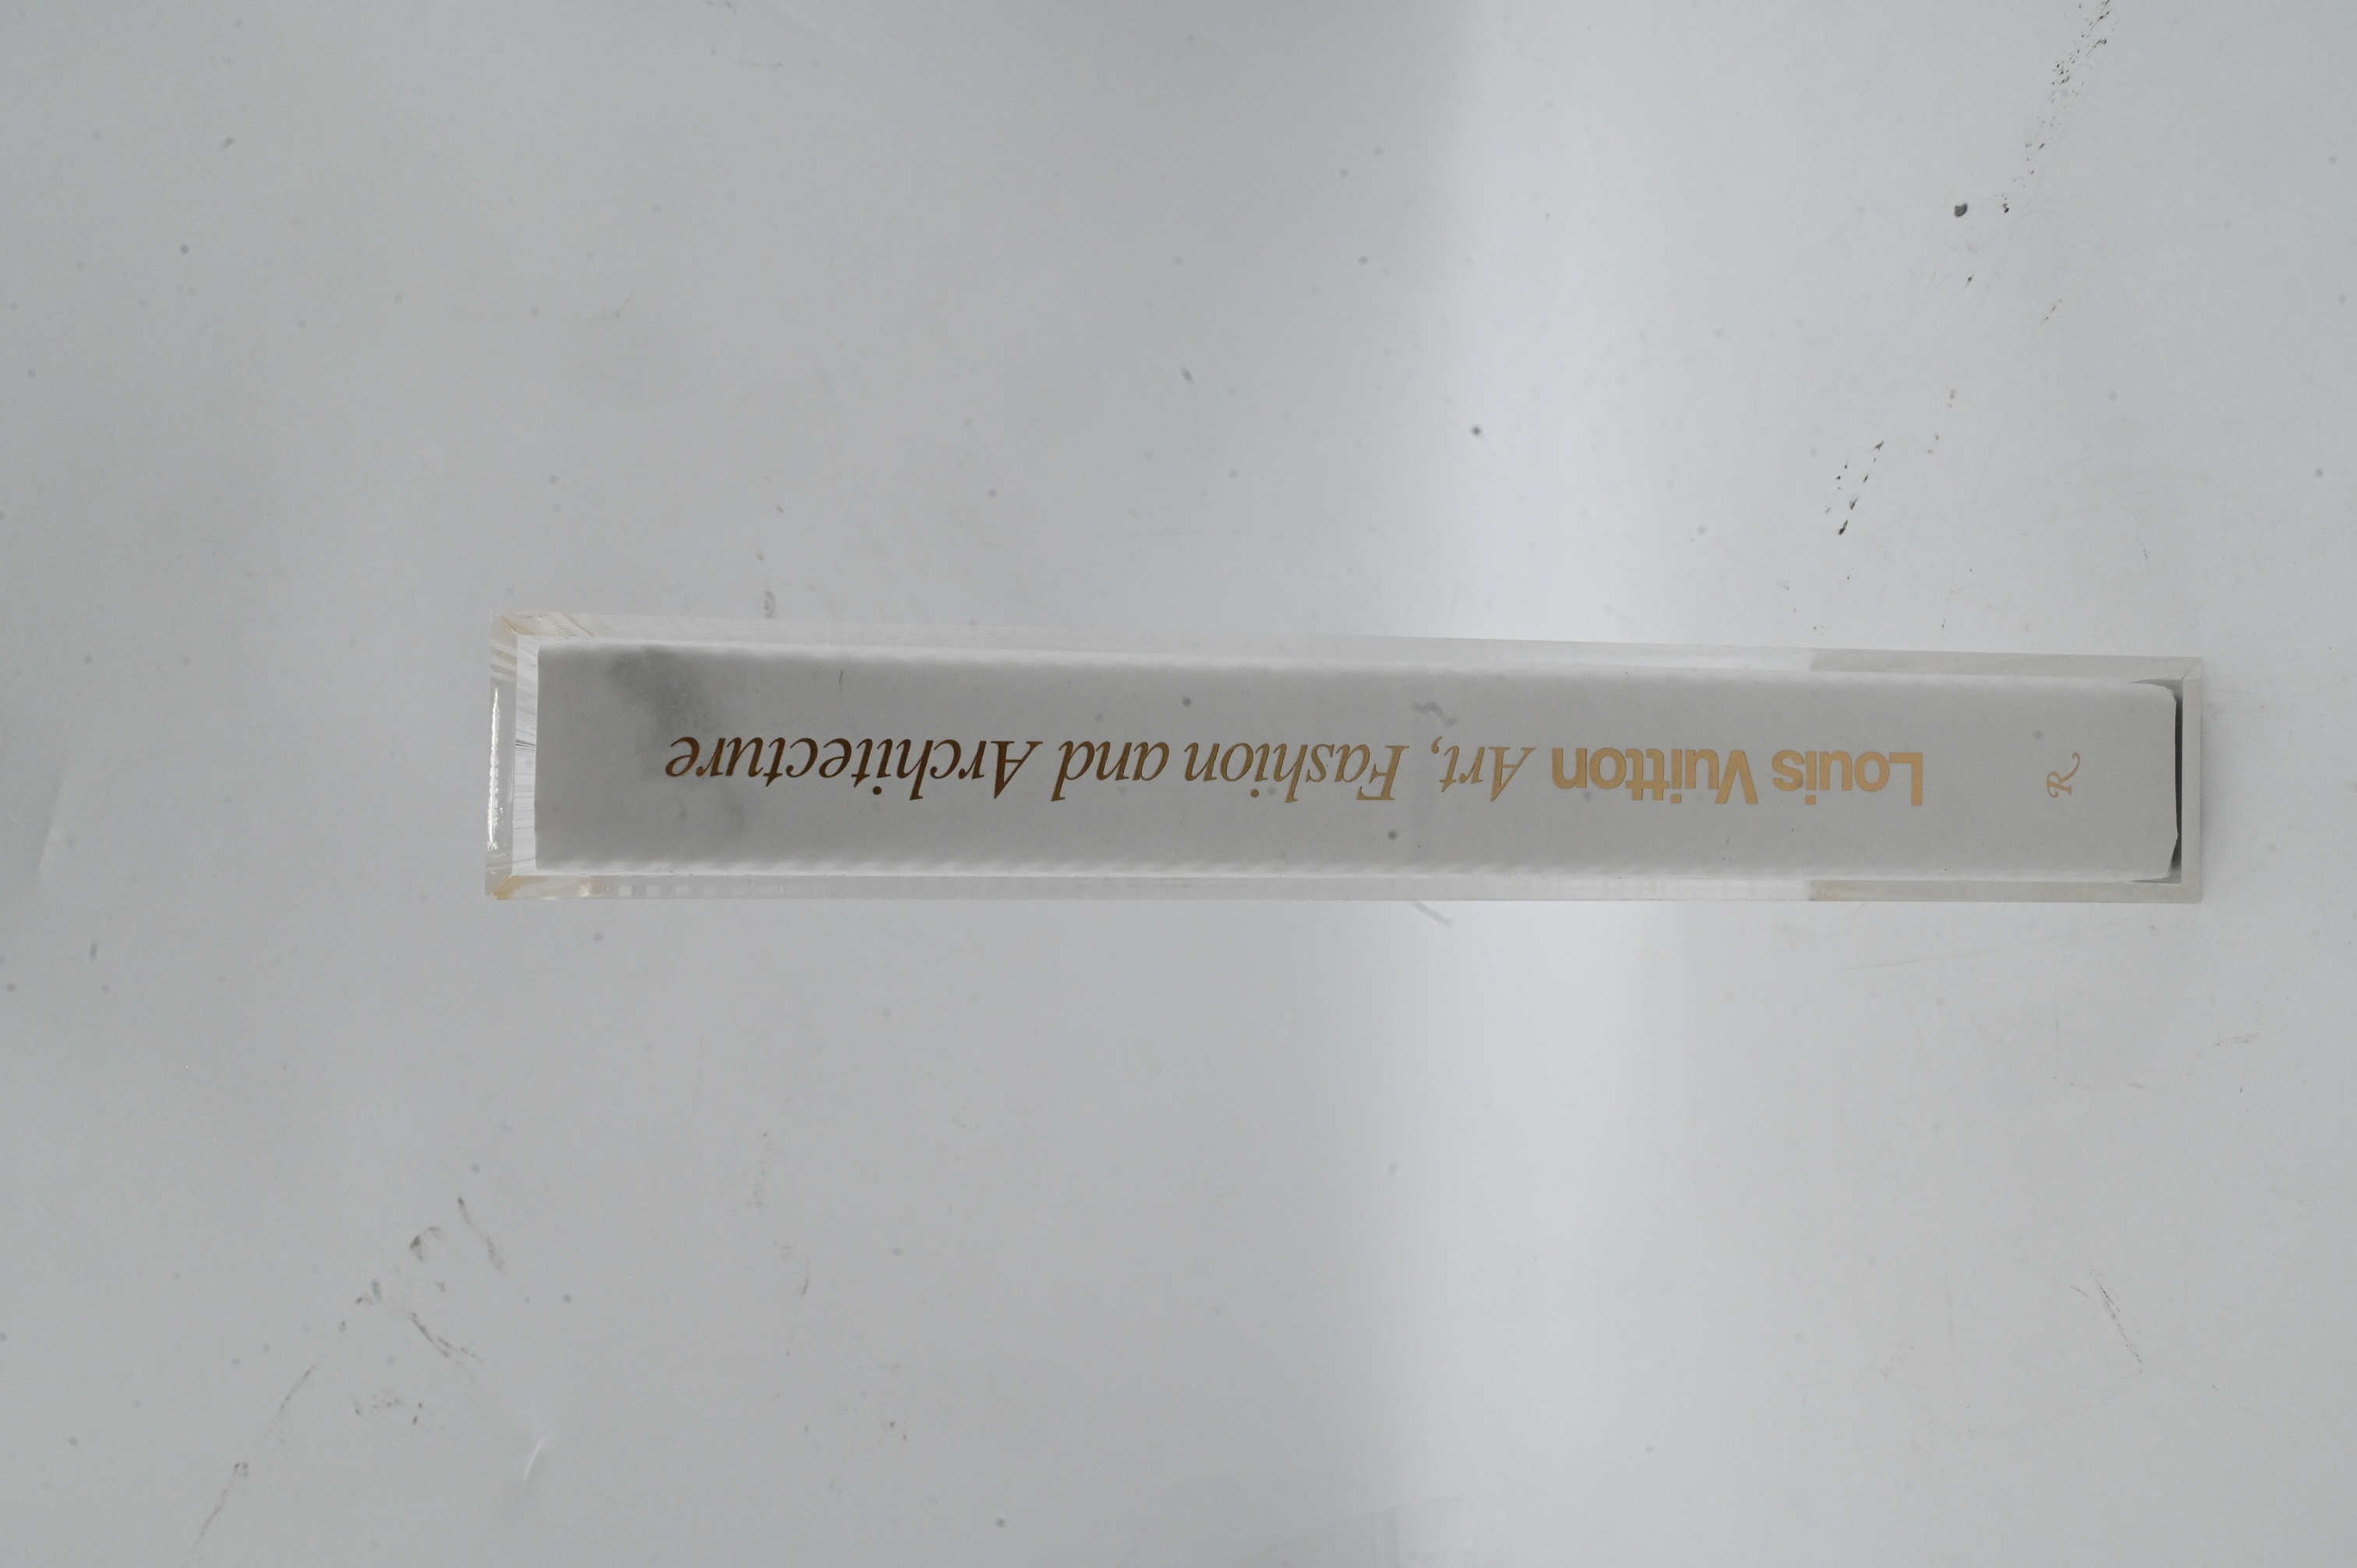 R
Louis Vuitton Art, Fashion and Architecture